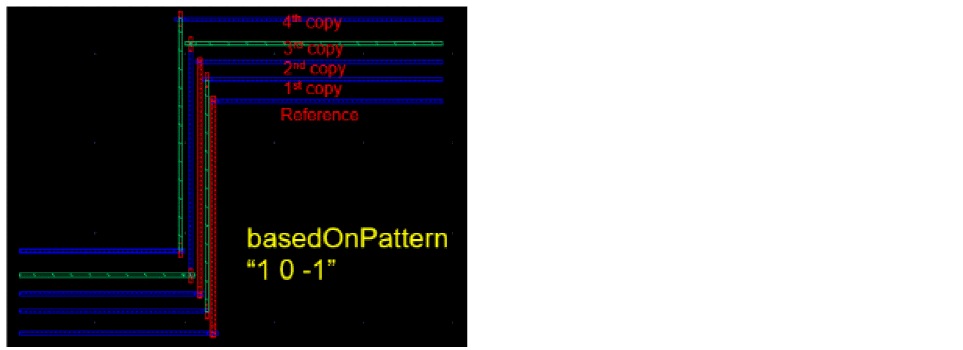 4th copy
3rd copy
2nd copy
1st copy
Reference
basedOnPattern
“1 0 -1”